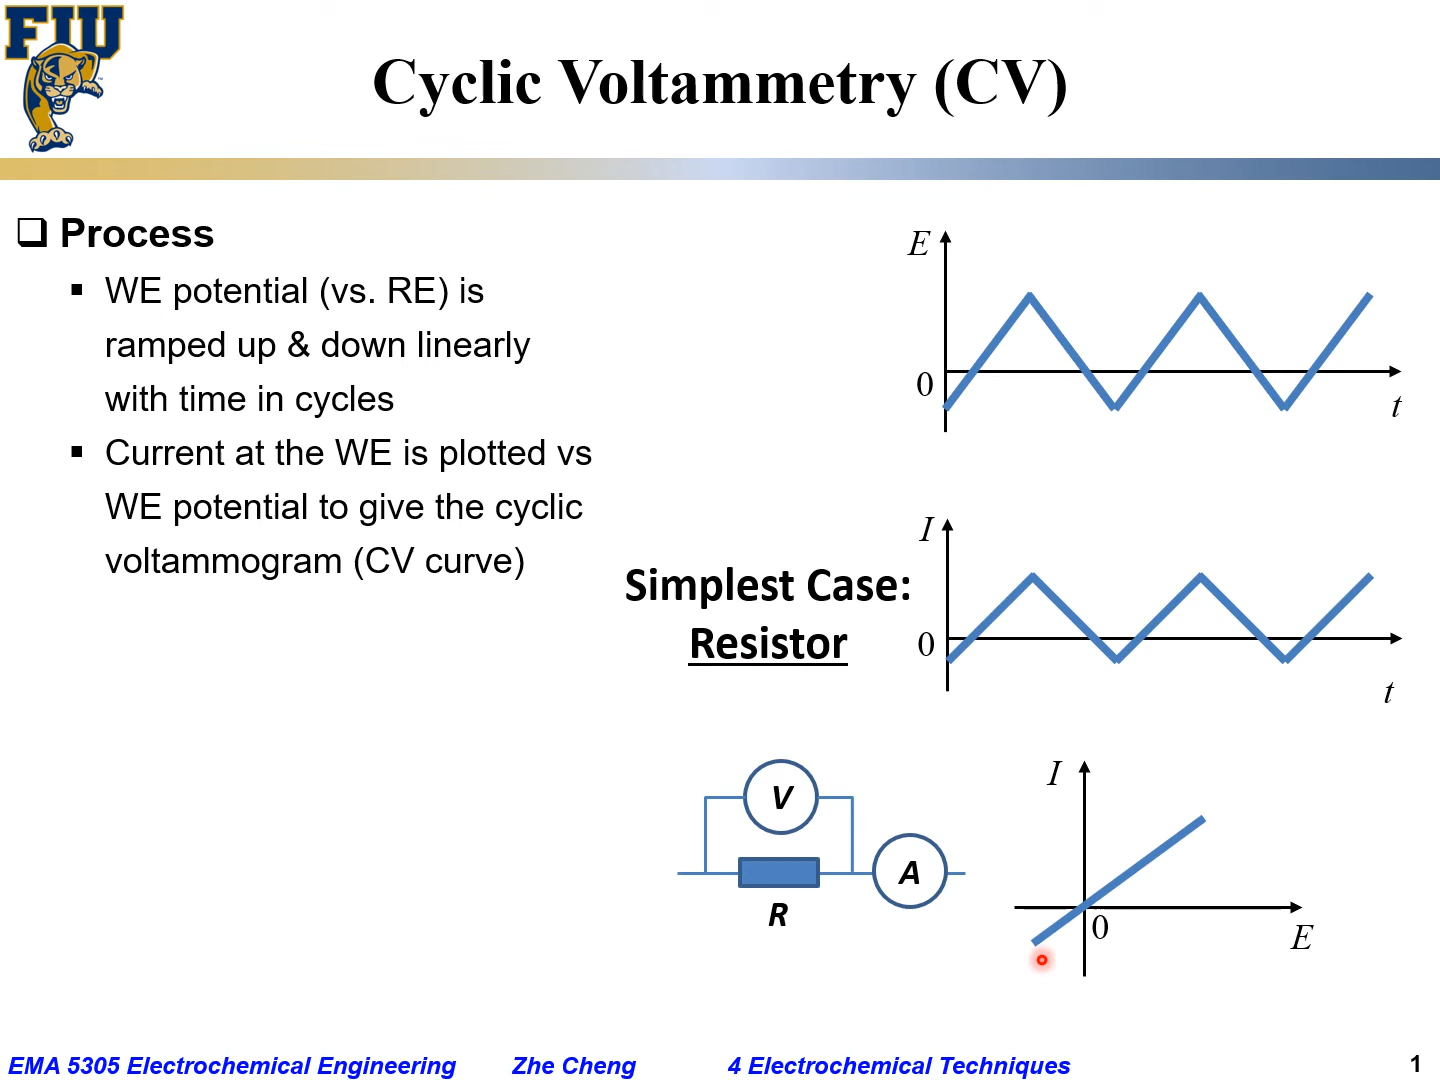 FIU
Cyclic Voltammetry (CV)
Process
WE potential (vs. RE) is
ramped up & down linearly
with time in cycles
Current at the WE is plotted vs
WE potential to give the cyclic
voltammogram (CV curve)
E
0
t
Simplest Case:
Resistor
I
0
t
V
A
R
I
0
E
EMA 5305 Electrochemical Engineering Zhe Cheng 4 Electrochemical Techniques 1